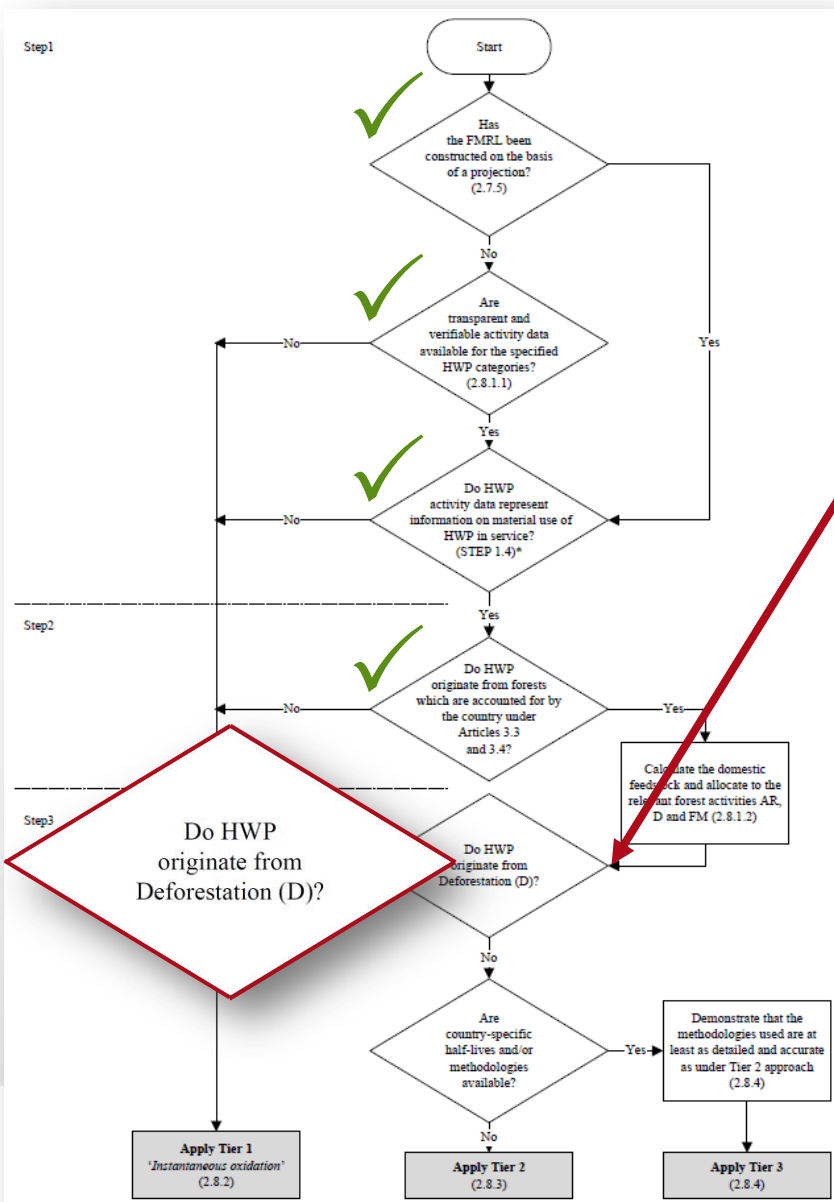 Step1
Start
Has
the FMRL been
constructed on the basis
of a projection?
(2.7.5)
No
Yes
Are
transparent and
verifiable activity data
available for the specified
HWP categories?
(2.8.1.1)
No
Yes
Do HWP
activity data represent
information on material use of
HWP in service?
(STEP 1.4)*
No
Yes
Step2
Do HWP
originate from forests
which are accounted for by
the country under
Articles 3.3
and 3.4?
No
Yes
Calculate the domestic
feedstock and allocate to the
relevant forest activities AR,
D and FM (2.8.1.2)
Step3
Do HWP
originate from
Deforestation (D)?
Do HWP
originate from
Deforestation (D)?
No
Are
country-specific
half-lives and/or
methodologies
available?
Yes
Demonstrate that the
methodologies used are at
least as detailed and accurate
as under Tier 2 approach
(2.8.4)
No
Apply Tier 1
‘Instantaneous oxidation’
(2.8.2)
Apply Tier 2
(2.8.3)
Apply Tier 3
(2.8.4)